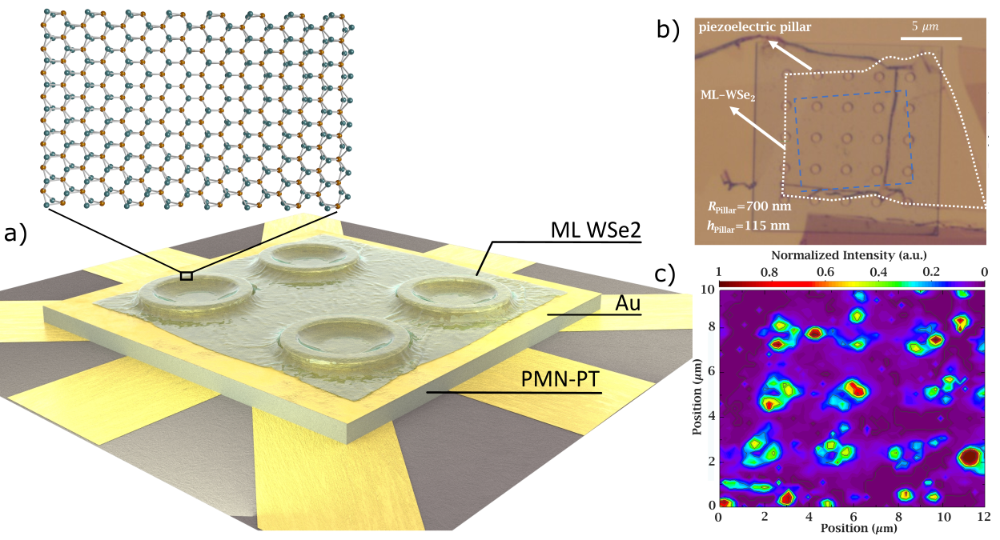 a)
ML WSe2
Au
PMN-PT
b)
piezoelectric pillar
5 μm
ML-WSe₂
R_Pillar=700 nm
h_Pillar=115 nm
c)
Normalized Intensity (a.u.)
1 0.8 0.6 0.4 0.2 0
10
8
6
4
2
0
Position (μm)
0 2 4 6 8 10 12
Position (μm)